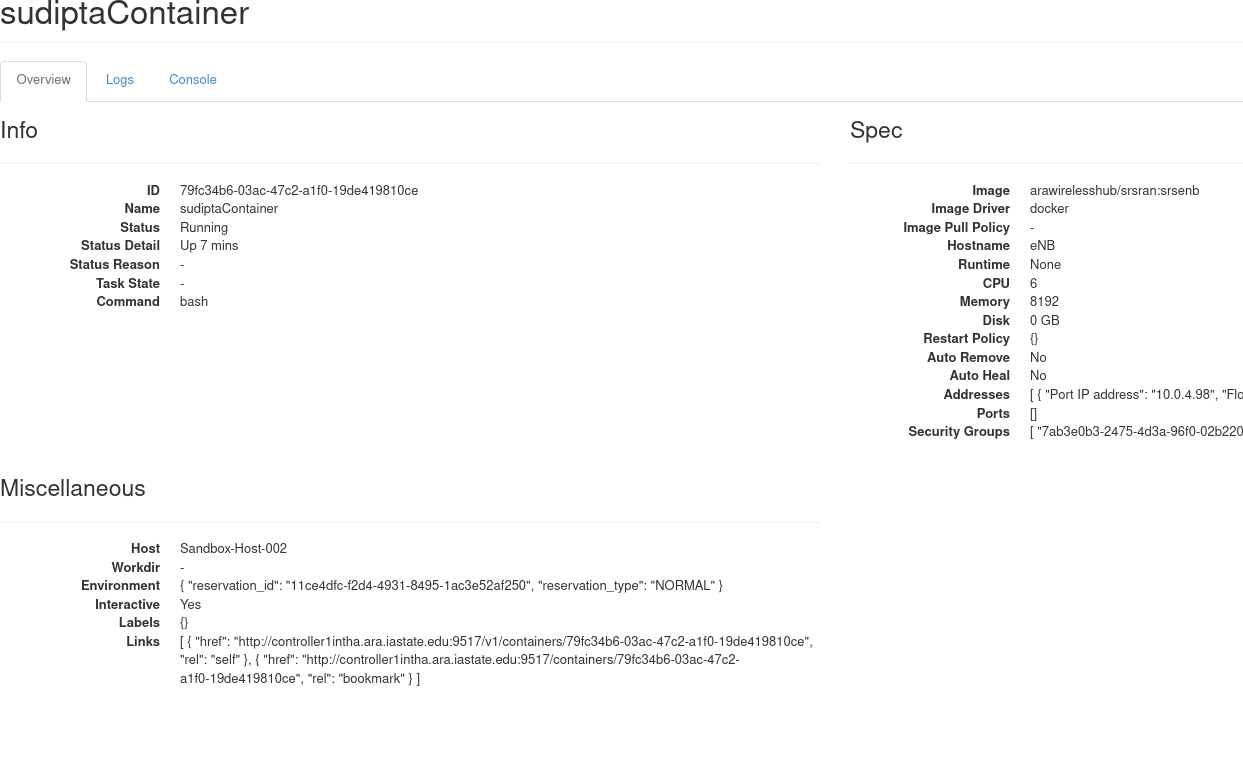 sudiptaContainer
Overview Logs Console
Info
ID 79fc34b6-03ac-47c2-a1f0-19de419810ce
Name sudiptaContainer
Status Running
Status Detail Up 7 mins
Status Reason -
Task State -
Command bash
Spec
Image arawirelesshub/srsran:srsenb
Image Driver docker
Image Pull Policy -
Hostname eNB
Runtime None
CPU 6
Memory 8192
Disk 0 GB
Restart Policy {}
Auto Remove No
Auto Heal No
Addresses [ { "Port IP address": "10.0.4.98", "Flo
Ports []
Security Groups [ "7ab3e0b3-2475-4d3a-96f0-02b220
Miscellaneous
Host Sandbox-Host-002
Workdir -
Environment { "reservation_id": "11ce4dfc-f2d4-4931-8495-1ac3e52af250", "reservation_type": "NORMAL" }
Interactive Yes
Labels {}
Links [ { "href": "http://controller1intha.ara.iastate.edu:9517/v1/containers/79fc34b6-03ac-47c2-a1f0-19de419810ce",
"rel": "self" }, { "href": "http://controller1intha.ara.iastate.edu:9517/containers/79fc34b6-03ac-47c2-
a1f0-19de419810ce", "rel": "bookmark" } ]